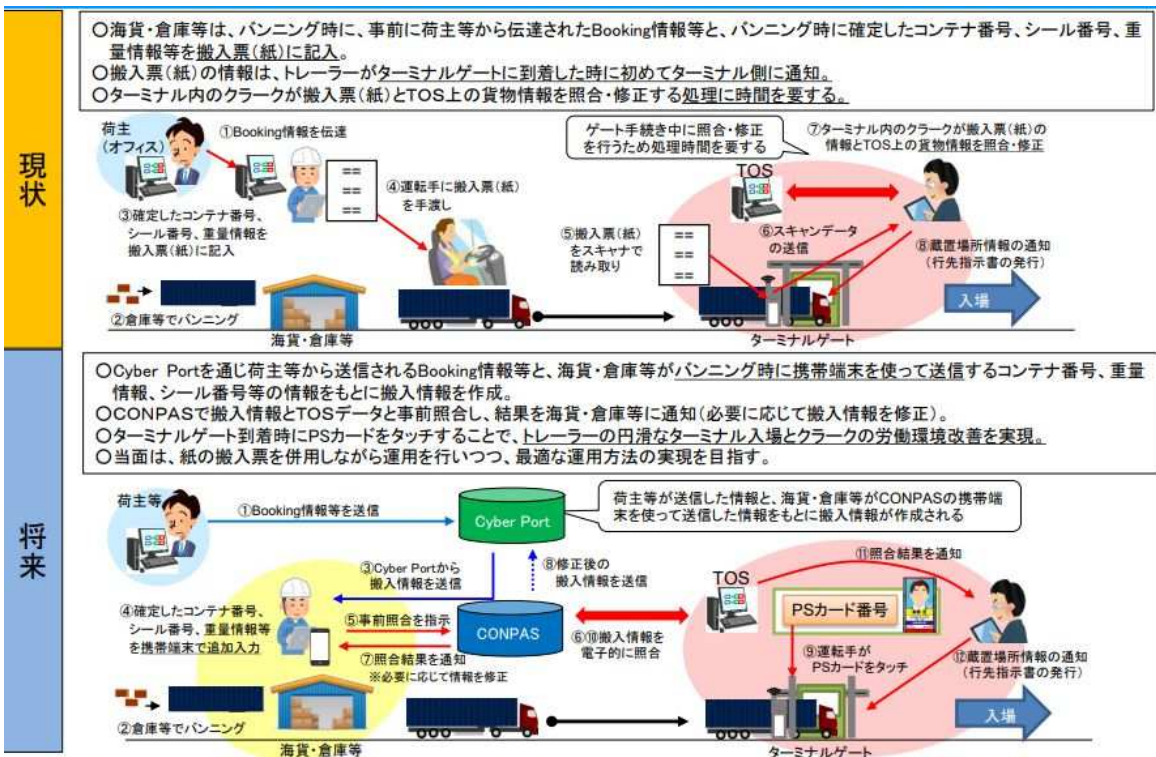 現状
○海貨・倉庫等は、バンニング時に、事前に荷主等から伝達されたBooking情報等と、バンニング時に確定したコンテナ番号、シール番号、重
量情報等を搬入票(紙)に記入。
○搬入票(紙)の情報は、トレーラーがターミナルゲートに到着した時に初めてターミナル側に通知。
○ターミナル内のクラークが搬入票(紙)とTOS上の貨物情報を照合・修正する処理に時間を要する。
荷主
(オフィス)
①Booking情報を伝達
③確定したコンテナ番号、
シール番号、重量情報を
搬入票(紙)に記入
④運転手に搬入票(紙)
を手渡し
②倉庫等でバンニング
海貨・倉庫等
ゲート手続き中に照合・修正
を行うため処理時間を要する
⑦ターミナル内のクラークが搬入票(紙)の
情報とTOS上の貨物情報を照合・修正
TOS
⑤搬入票(紙)
をスキャナで
読み取り
⑥スキャンデータ
の送信
⑧蔵置場所情報の通知
(行先指示書の発行)
入場
ターミナルゲート
将来
○Cyber Portを通じ荷主等から送信されるBooking情報等と、海貨・倉庫等がバンニング時に携帯端末を使って送信するコンテナ番号、重量
情報、シール番号等の情報をもとに搬入情報を作成。
○CONPASで搬入情報とTOSデータと事前照合し、結果を海貨・倉庫等に通知(必要に応じて搬入情報を修正)。
○ターミナルゲート到着時にPSカードをタッチすることで、トレーラーの円滑なターミナル入場とクラークの労働環境改善を実現。
○当面は、紙の搬入票を併用しながら運用を行いつつ、最適な運用方法の実現を目指す。
荷主等
①Booking情報等を送信
Cyber Port
荷主等が送信した情報と、海貨・倉庫等がCONPASの携帯端
末を使って送信した情報をもとに搬入情報が作成される
③Cyber Portから
搬入情報を送信
⑧修正後の
搬入情報を送信
④確定したコンテナ番号、
シール番号、重量情報等
を携帯端末で追加入力
⑤事前照合を指示
CONPAS
⑦照合結果を通知
※必要に応じて情報を修正
⑥⑩搬入情報を
電子的に照合
TOS
⑪照合結果を通知
PSカード番号
⑨運転手が
PSカードをタッチ
⑫蔵置場所情報の通知
(行先指示書の発行)
②倉庫等でバンニング
海貨・倉庫等
入場
ターミナルゲート